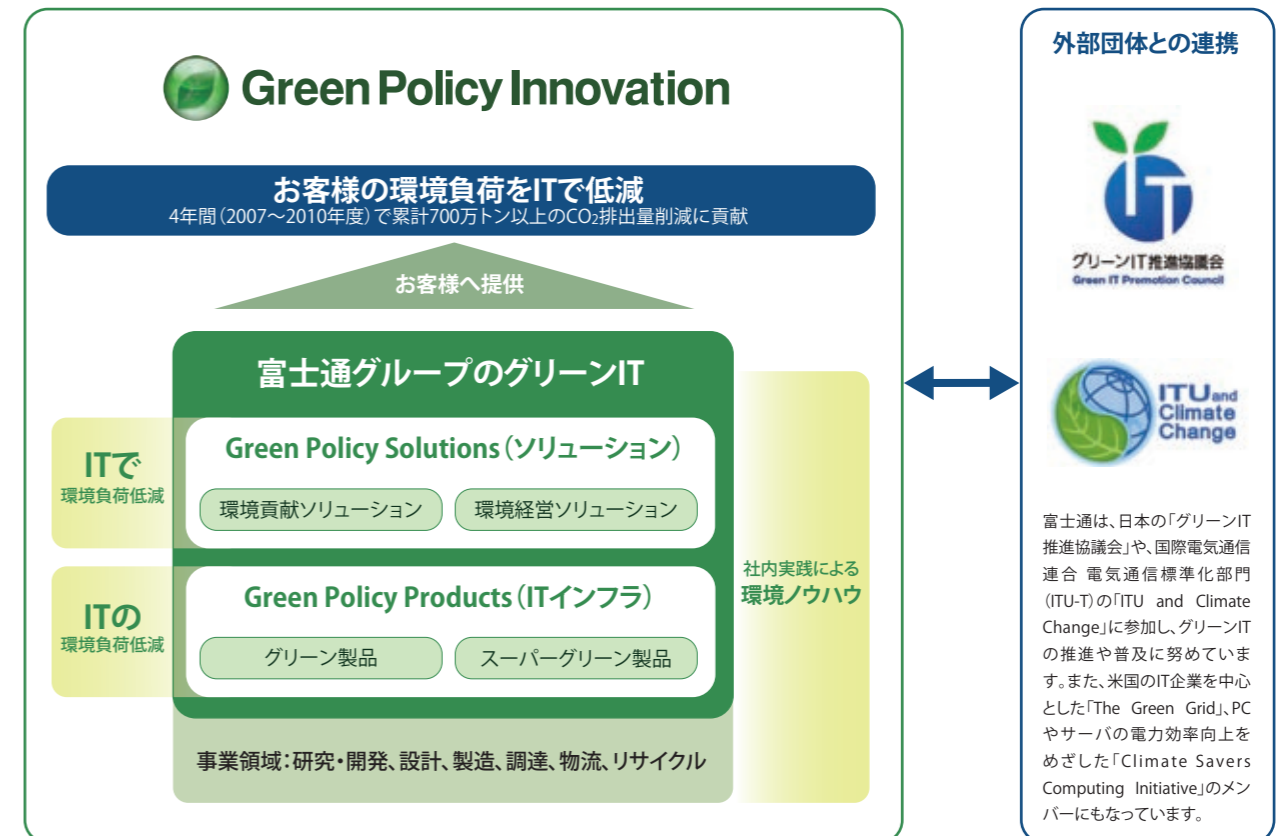 Green Policy Innovation
お客様の環境負荷をITで低減
4年間(2007〜2010年度)で累計700万トン以上のCO₂排出量削減に貢献
お客様へ提供
富士通グループのグリーンIT
ITで
環境負荷低減
Green Policy Solutions(ソリューション)
環境貢献ソリューション
環境経営ソリューション
ITの
環境負荷低減
Green Policy Products(ITインフラ)
グリーン製品
スーパーグリーン製品
社内実践による
環境ノウハウ
事業領域:研究・開発、設計、製造、調達、物流、リサイクル
外部団体との連携
IT
グリーンIT推進協議会
Green IT Promotion Council
ITU and
Climate
Change
富士通は、日本の「グリーンIT
推進協議会」や、国際電気通信
連合 電気通信標準化部門
(ITU-T)の「ITU and Climate
Change」に参加し、グリーンIT
の推進や普及に努めていま
す。また、米国のIT企業を中心
とした「The Green Grid」、PC
やサーバの電力効率向上を
めざした「Climate Savers
Computing Initiative」のメン
バーにもなっています。